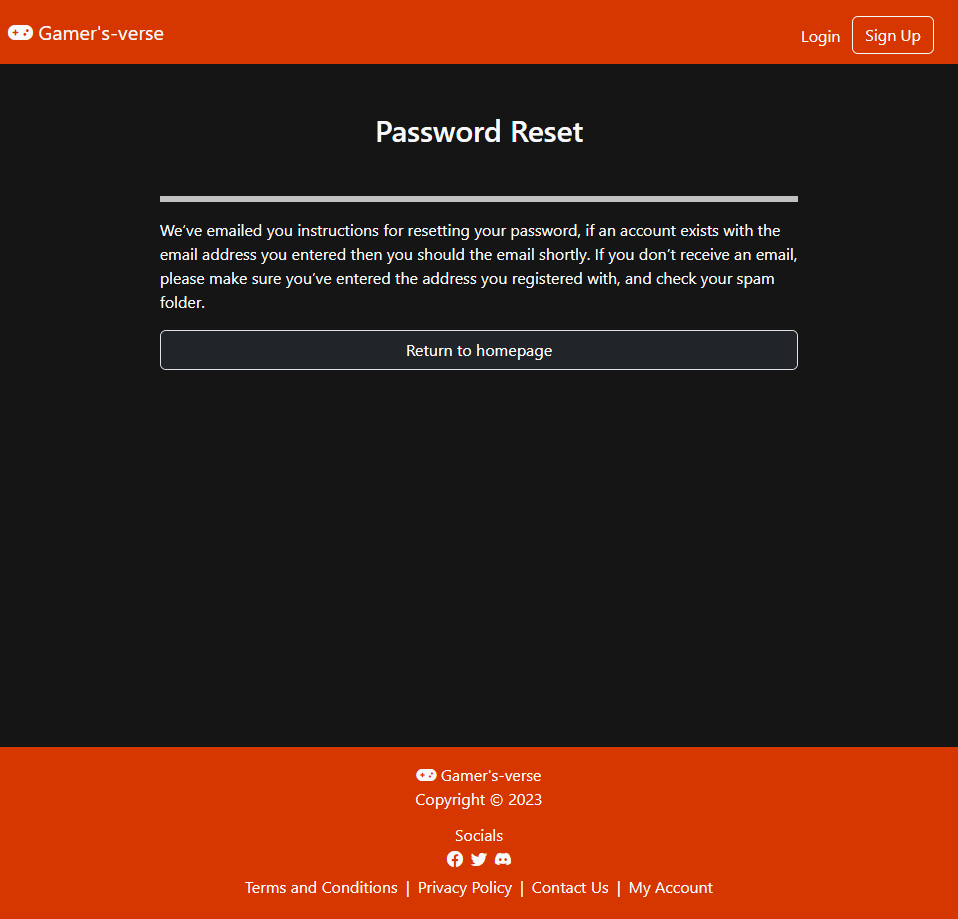 Gamer's-verse
Login
Sign Up
Password Reset
We’ve emailed you instructions for resetting your password, if an account exists with the
email address you entered then you should the email shortly. If you don’t receive an email,
please make sure you’ve entered the address you registered with, and check your spam
folder.
Return to homepage
Gamer's-verse
Copyright © 2023
Socials
Terms and Conditions | Privacy Policy | Contact Us | My Account